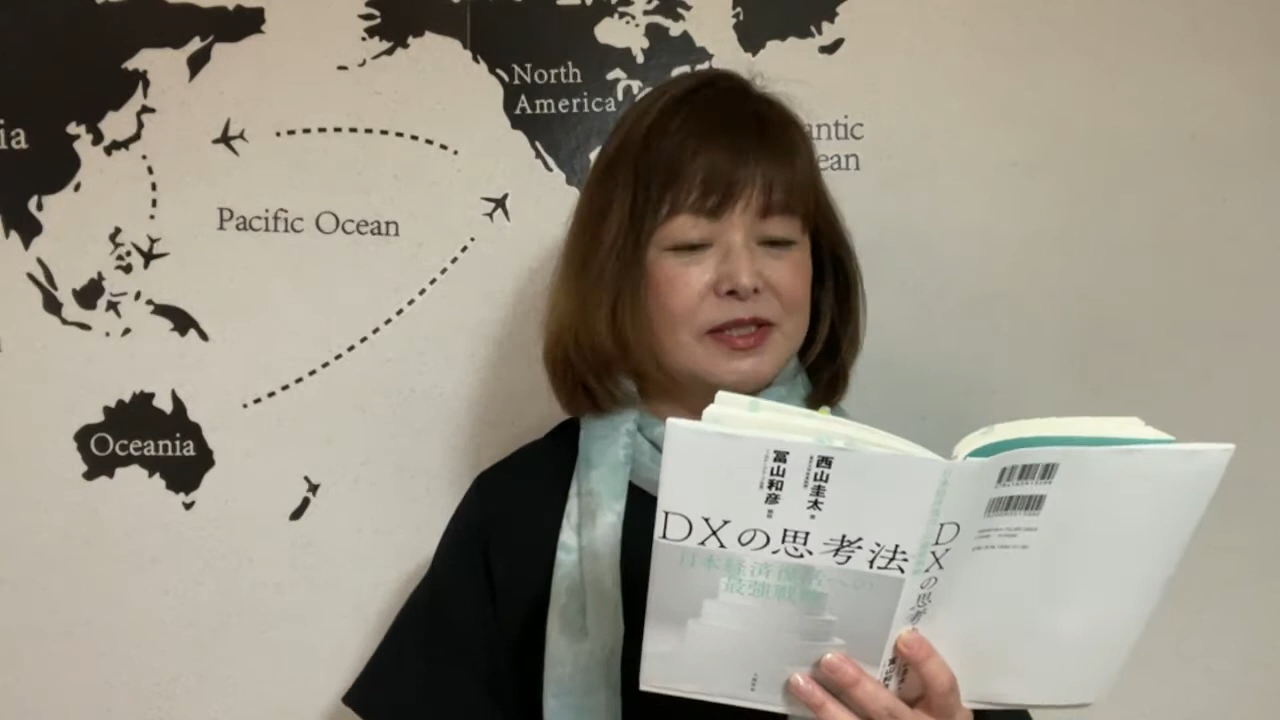 North
America
ia
antic
ean
Pacific Ocean
Oceania
西山圭太
冨山和彦
DXの思考法
日本経済復活への
最強戦略
DXの思考